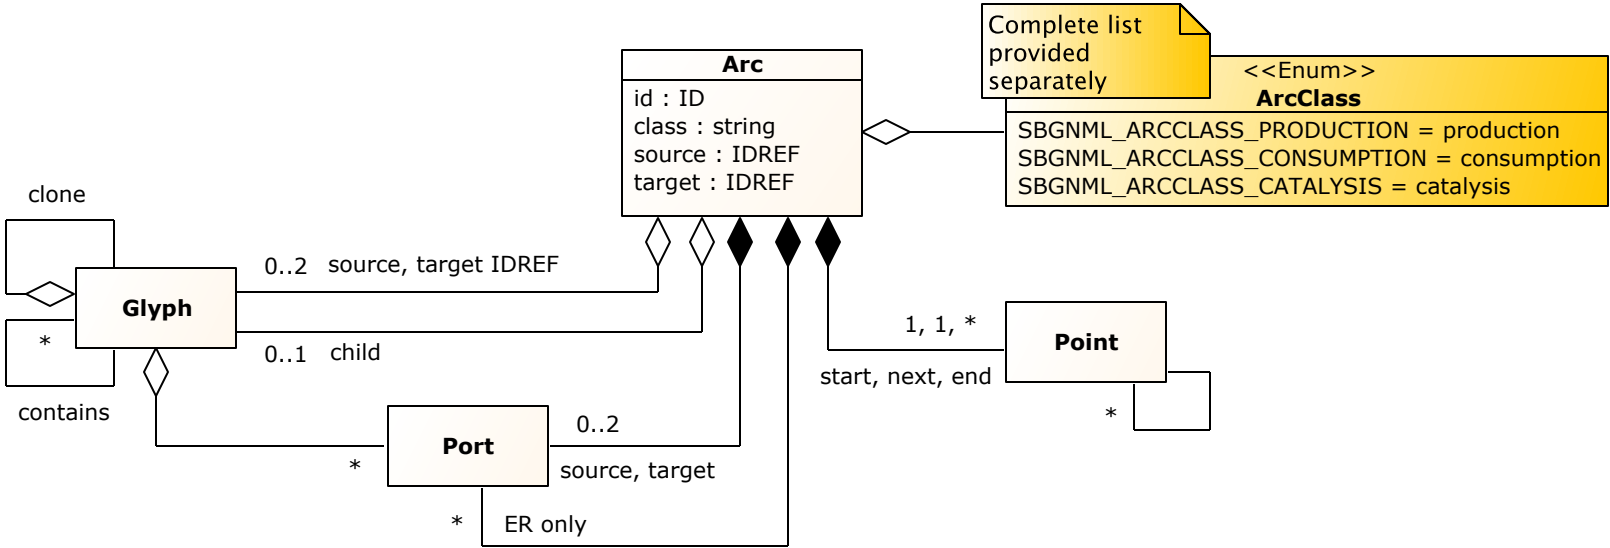 Complete list
provided
separately
<<Enum>>
ArcClass
SBGNML_ARCCLASS_PRODUCTION = production
SBGNML_ARCCLASS_CONSUMPTION = consumption
SBGNML_ARCCLASS_CATALYSIS = catalysis
Arc
id : ID
class : string
source : IDREF
target : IDREF
clone
0..2 source, target IDREF
Glyph
*
0..1 child
contains
1, 1, *
Point
start, next, end
*
0..2
Port
*
source, target
* ER only